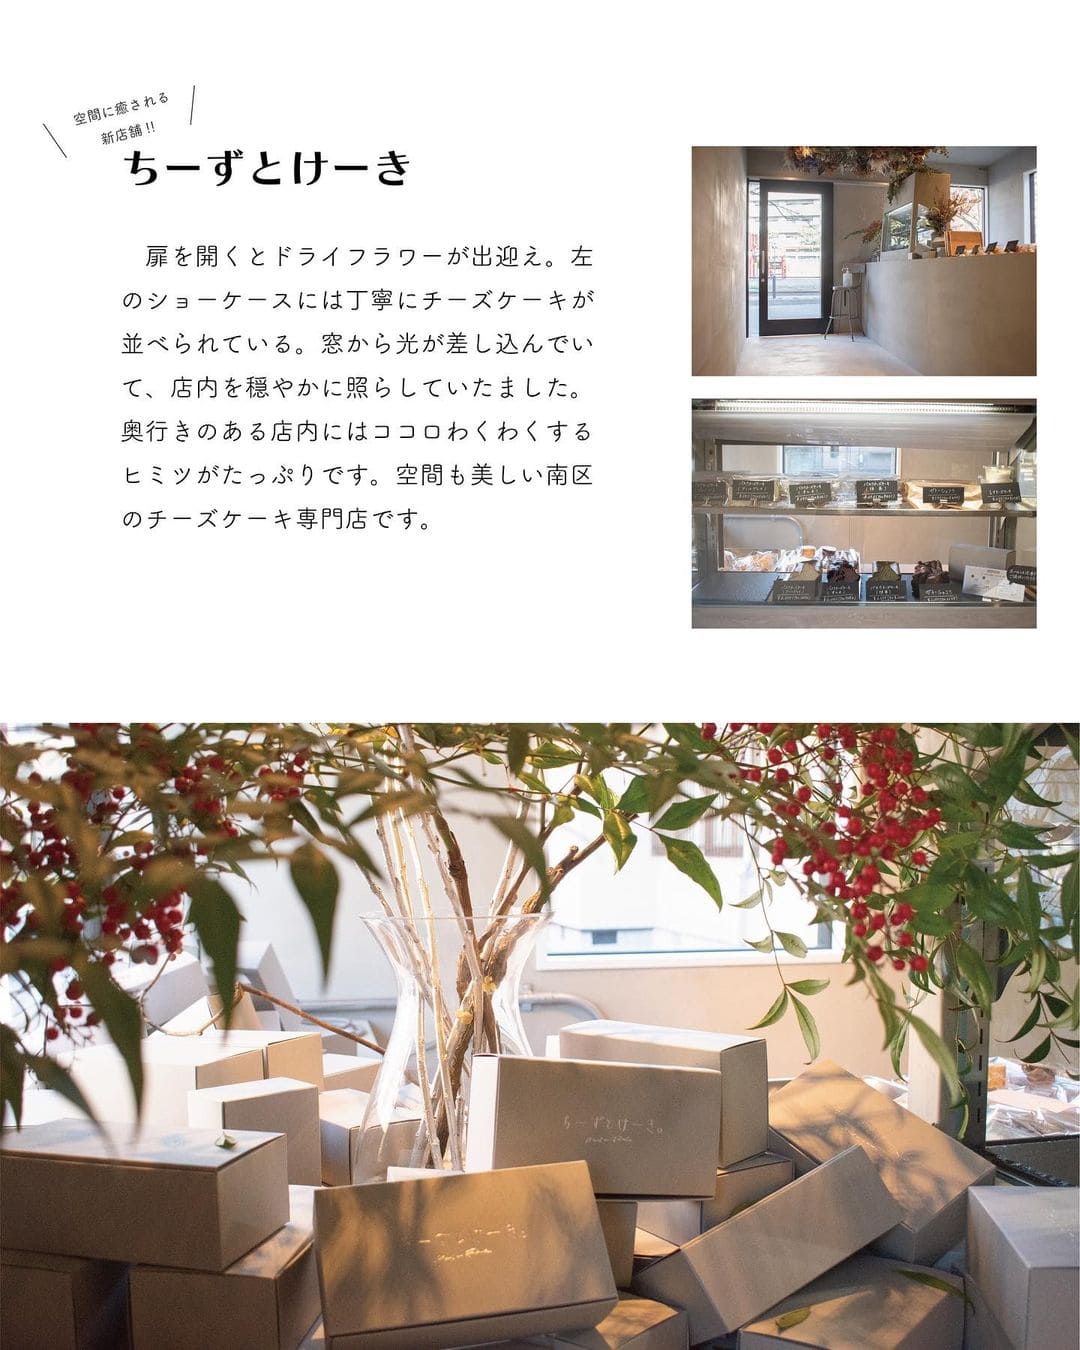 空間に癒される
新店舗!!
ちーずとけーき
扉を開くとドライフラワーが出迎え。左
のショーケースには丁寧にチーズケーキが
並べられている。窓から光が差し込んでい
て、店内を穏やかに照らしていたました。
奥行きのある店内にはココロわくわくする
ヒミツがたっぷりです。空間も美しい南区
のチーズケーキ専門店です。
ちーずとけーき。